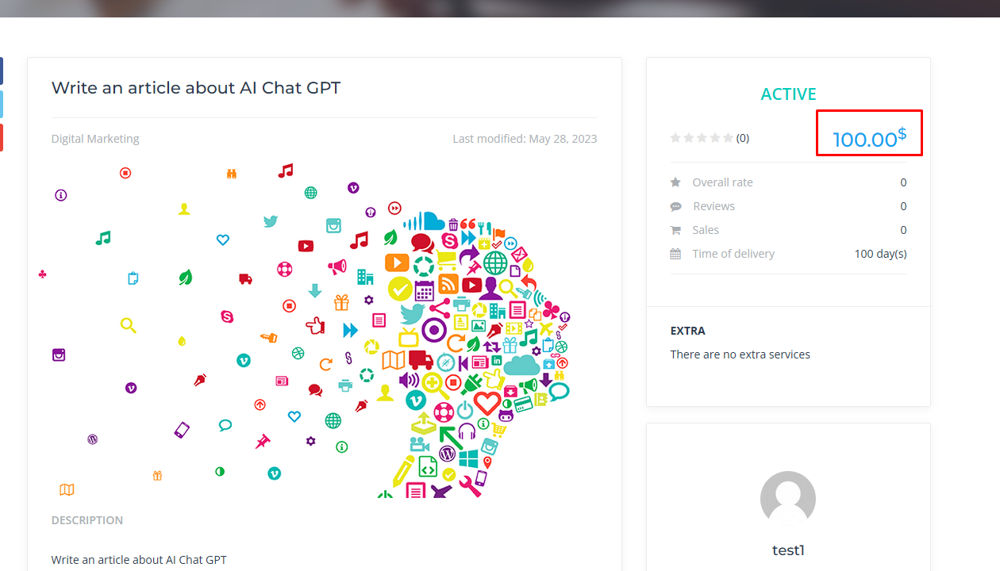 Write an article about AI Chat GPT
Digital Marketing
Last modified: May 28, 2023
DESCRIPTION
Write an article about AI Chat GPT
ACTIVE
(0)
100.00$
Overall rate 0
Reviews 0
Sales 0
Time of delivery 100 day(s)
EXTRA
There are no extra services
test1